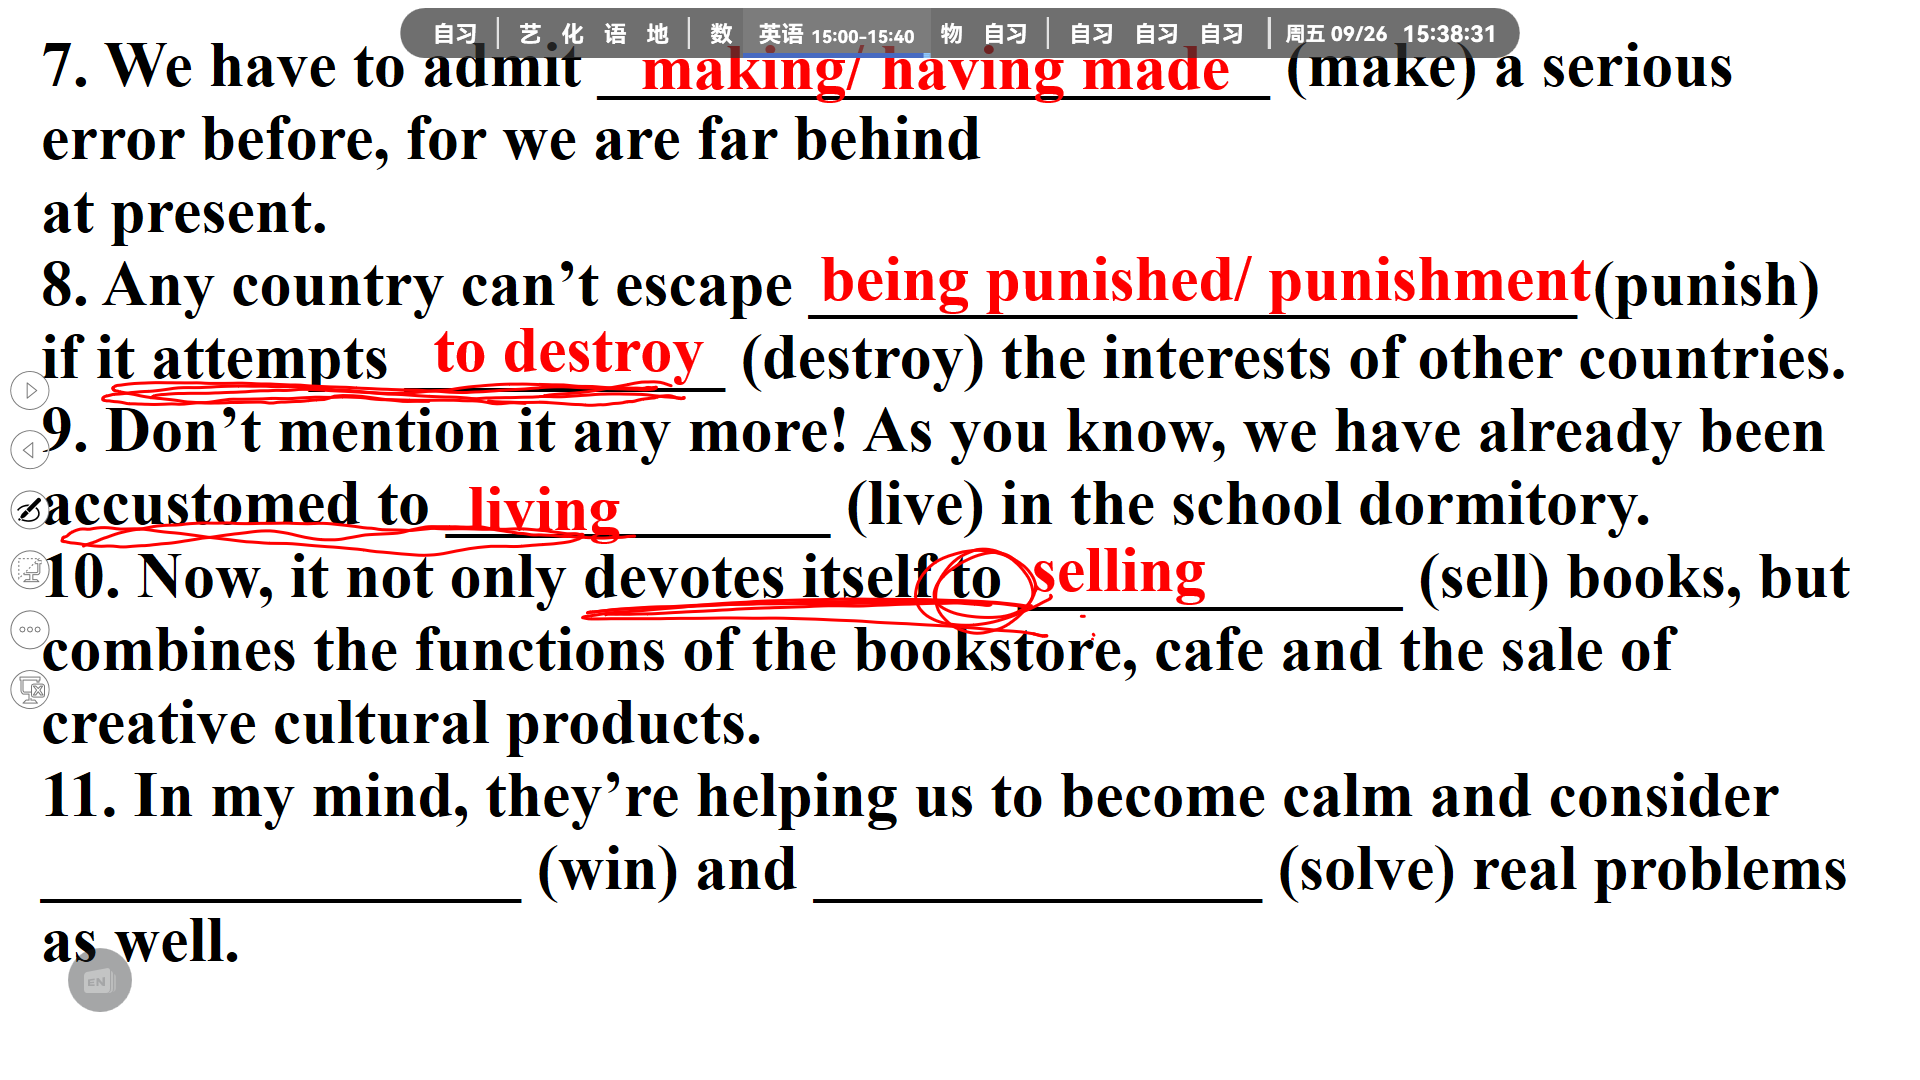 自习 | 艺 化 语 地 | 数 英语 15:00-15:40 物 自习 | 自习 自习 自习 | 周五 09/26 15:38:31
7. We have to admit making/ having made (make) a serious
error before, for we are far behind
at present.
8. Any country can’t escape being punished/ punishment(punish)
if it attempts to destroy (destroy) the interests of other countries.
9. Don’t mention it any more! As you know, we have already been
accustomed to living (live) in the school dormitory.
10. Now, it not only devotes itself to selling (sell) books, but
combines the functions of the bookstore, cafe and the sale of
creative cultural products.
11. In my mind, they’re helping us to become calm and consider
____________ (win) and ____________ (solve) real problems
as well.
EN